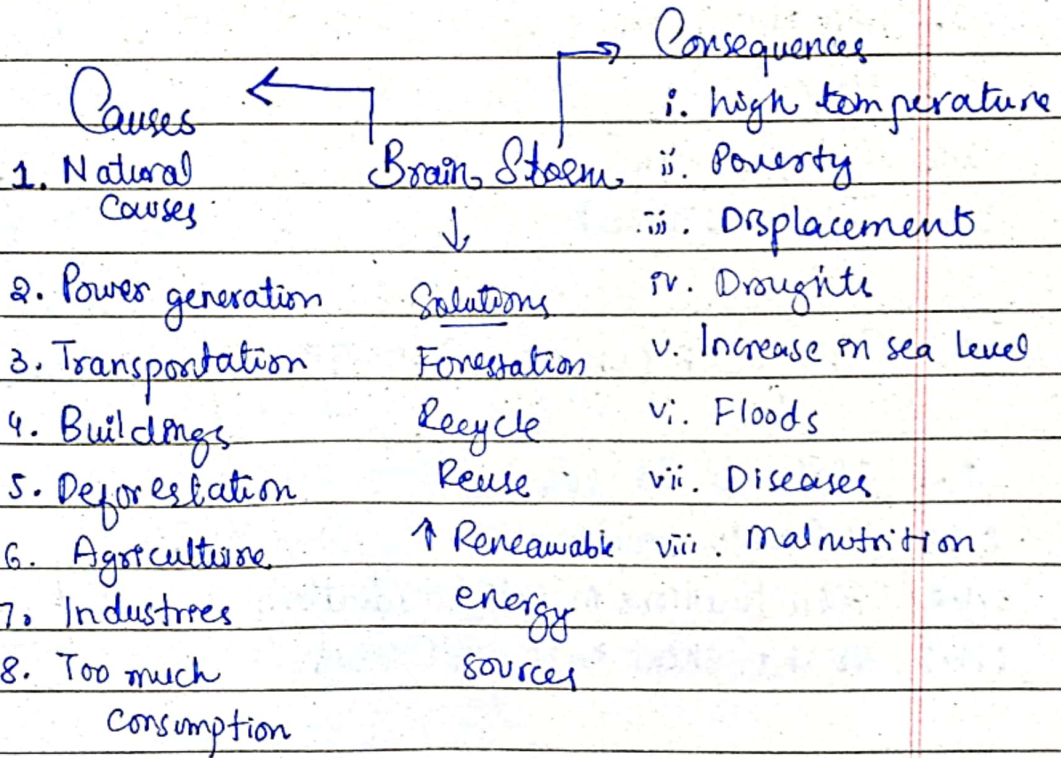 Consequences
Causes
i. high temperature
1. Natural
causes
Brain Storm
ii. Poverty
iii. Displacement
2. Power generation
Solutions
iv. Droughts
3. Transportation
Forestation
v. Increase in sea level
4. Buildings
Recycle
vi. Floods
5. Deforestation
Reuse
vii. Diseases
6. Agriculture
↑ Reneawable
viii. Malnutrition
7. Industries
energy
8. Too much
sources
consumption